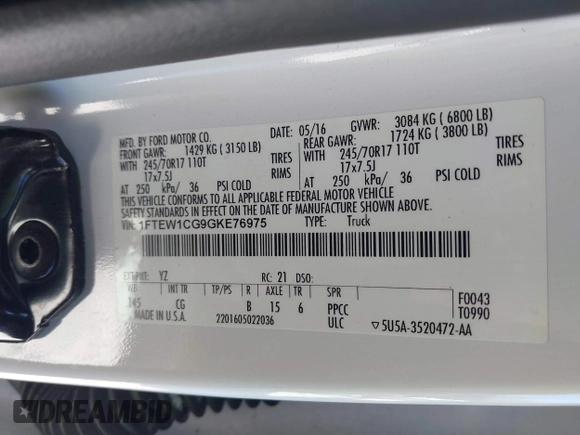 MFD. BY FORD MOTOR CO.
05/16 GVWR: 3084 KG ( 6800 LB)
FRONT GAWR: 1429 KG ( 3150 LB)
REAR GAWR: 1724 KG ( 3800 LB)
WITH 245/70R17 110T TIRES
WITH 245/70R17 110T TIRES
17x7.5J RIMS
17x7.5J RIMS
AT 250 kPa/ 36 PSI COLD
AT 250 kPa/ 36 PSI COLD
THIS VEHICLE CONFORMS TO ALL APPLICABLE FEDERAL MOTOR VEHICLE
SAFETY STANDARDS IN EFFECT ON THE DATE OF MANUFACTURE SHOWN ABOVE.
VIN: 1FTEW1CG9GKE76975
TYPE: Truck
EXT PNT: YZ RC: 21 DSO:
WB INT TR TP/PS R AXLE TR SPR
145 CG B 15 6 PPCC
F0043
T0990
MADE IN U.S.A. 2201605022036 ULC
▽5U5A-3520472-AA
DREAMBID